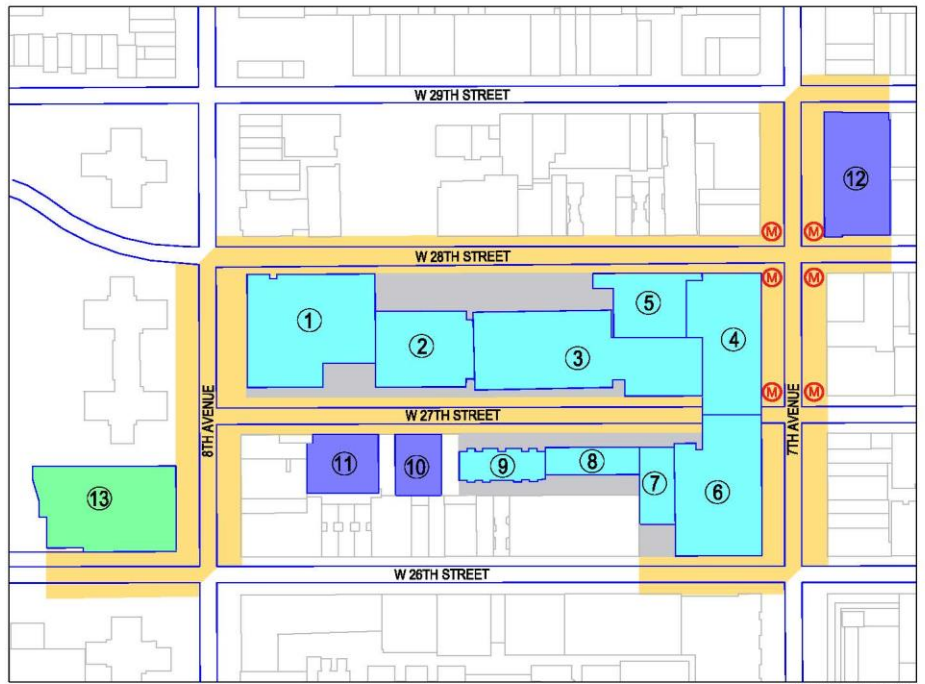 W 29TH STREET
12
M M
W 28TH STREET
M M
1
2
3
5
4
8TH AVENUE
W 27TH STREET
M M
7TH AVENUE
11
10
9
8
7
6
13
W 26TH STREET